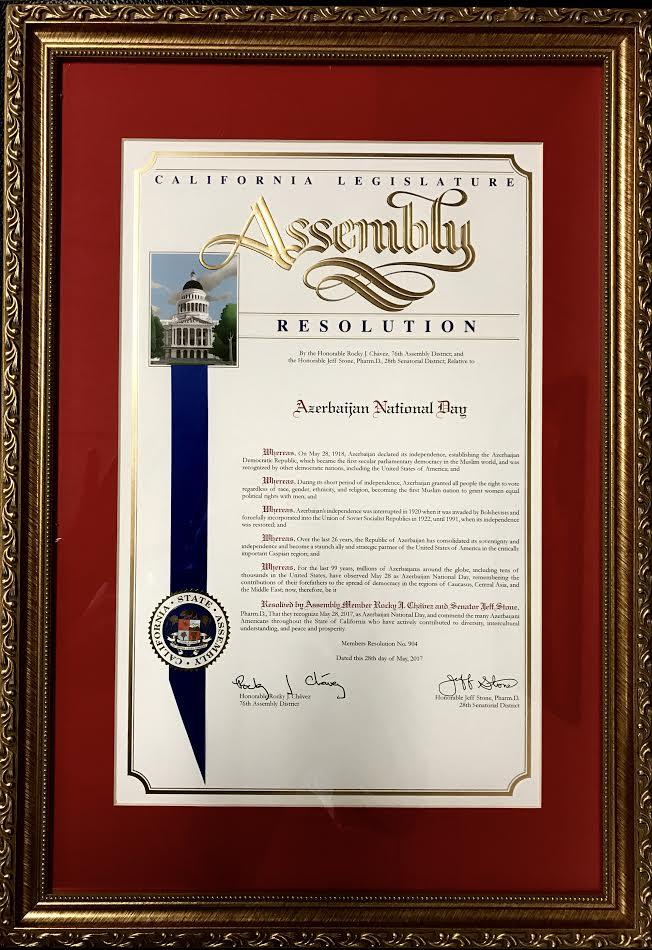 CALIFORNIA LEGISLATURE
Assembly
RESOLUTION
By the Honorable Rocky J. Chávez, 76th Assembly District; and
the Honorable Jeff Stone, Pharm.D., 28th Senatorial District; Relative to
Azerbaijan National Day
Whereas, On May 28, 1918, Azerbaijan declared its independence, establishing the Azerbaijan
Democratic Republic, which became the first secular parliamentary democracy in the Muslim world, and was
recognized by other democratic nations, including the United States of America; and
Whereas, During its short period of independence, Azerbaijan granted all people the right to vote
regardless of race, gender, ethnicity, and religion, becoming the first Muslim nation to grant women equal
political rights with men; and
Whereas, Azerbaijan's independence was interrupted in 1920 when it was invaded by Bolsheviks and
forcefully incorporated into the Union of Soviet Socialist Republics in 1922, until 1991, when its independence
was restored; and
Whereas, Over the last 26 years, the Republic of Azerbaijan has consolidated its sovereignty and
independence and become a staunch ally and strategic partner of the United States of America in the critically
important Caspian region; and
Whereas, For the last 99 years, millions of Azerbaijanis around the globe, including tens of
thousands in the United States, have observed May 28 as Azerbaijan National Day, remembering the
contributions of their forefathers to the spread of democracy in the regions of Caucasus, Central Asia, and
the Middle East; now, therefore, be it
Resolved by Assembly Member Rocky J. Chávez and Senator Jeff Stone,
Pharm.D., That they recognize May 28, 2017, as Azerbaijan National Day, and commend the many Azerbaijani
Americans throughout the State of California who have actively contributed to diversity, intercultural
understanding, and peace and prosperity.
Members Resolution No. 904
Dated this 28th day of May, 2017
CALIFORNIA STATE ASSEMBLY
Rocky J Chávez
Jeff Stone
Honorable Rocky J. Chávez
76th Assembly District
Honorable Jeff Stone, Pharm.D.
28th Senatorial District